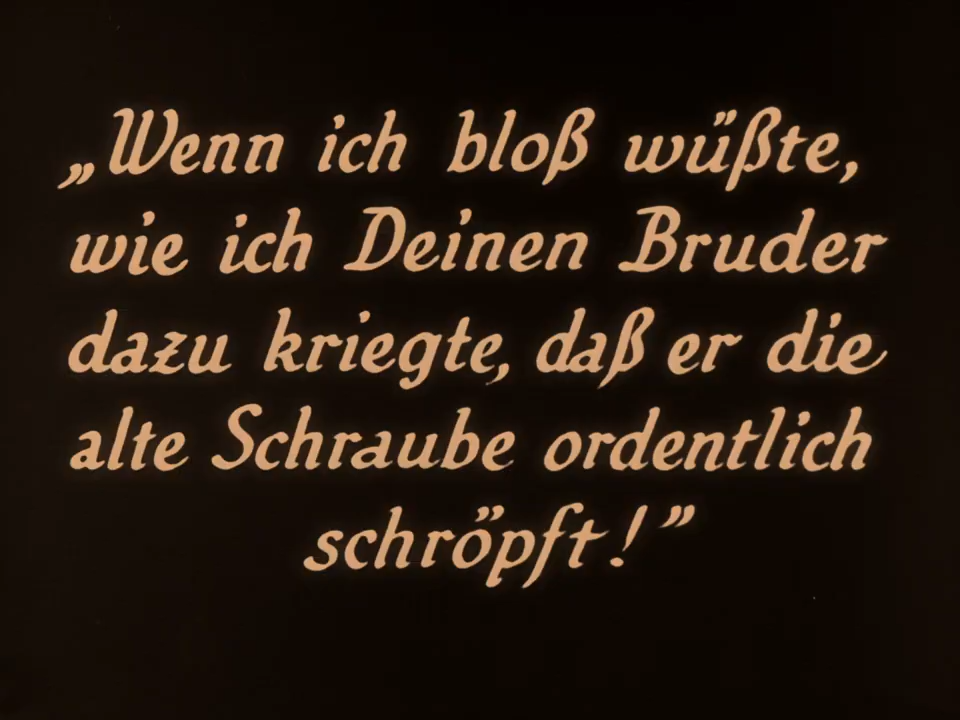 „Wenn ich bloß wüßte,
wie ich Deinen Bruder
dazu kriegte, daß er die
alte Schraube ordentlich
schröpft!”